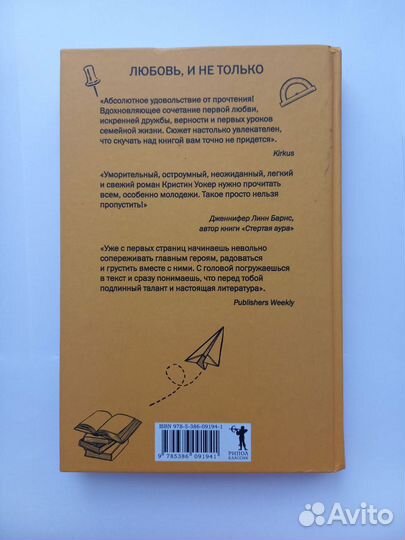 ЛЮБОВЬ, И НЕ ТОЛЬКО
«Абсолютное удовольствие от прочтения!
Вдохновляющее сочетание первой любви,
искренней дружбы, верности и первых уроков
семейной жизни. Сюжет настолько увлекателен,
что скучать над книгой вам точно не придется».
Kirkus
«Уморительный, остроумный, неожиданный, легкий
и свежий роман Кристин Уокер нужно прочитать
всем, особенно молодежи. Такое просто нельзя
пропустить!»
Дженнифер Линн Барнс,
автор книги «Стертая аура»
«Уже с первых страниц начинаешь невольно
сопереживать главным героям, радоваться
и грустить вместе с ними. С головой погружаешься
в текст и сразу понимаешь, что перед тобой
подлинный талант и настоящая литература».
Publishers Weekly
ISBN 978-5-386-09194-1
9 785386 091941
РИПОЛ
КЛАССИК
Avito